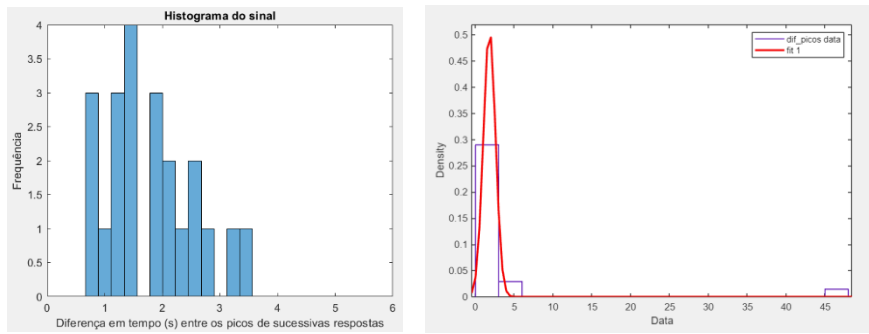 Histograma do sinal
4
3.5
3
2.5
2
1.5
1
0.5
0
0 1 2 3 4 5 6
Frequência
Diferença em tempo (s) entre os picos de sucessivas respostas
dif_picos data
fit 1
0.5
0.45
0.4
0.35
0.3
0.25
0.2
0.15
0.1
0.05
0
0 5 10 15 20 25 30 35 40 45
Density
Data